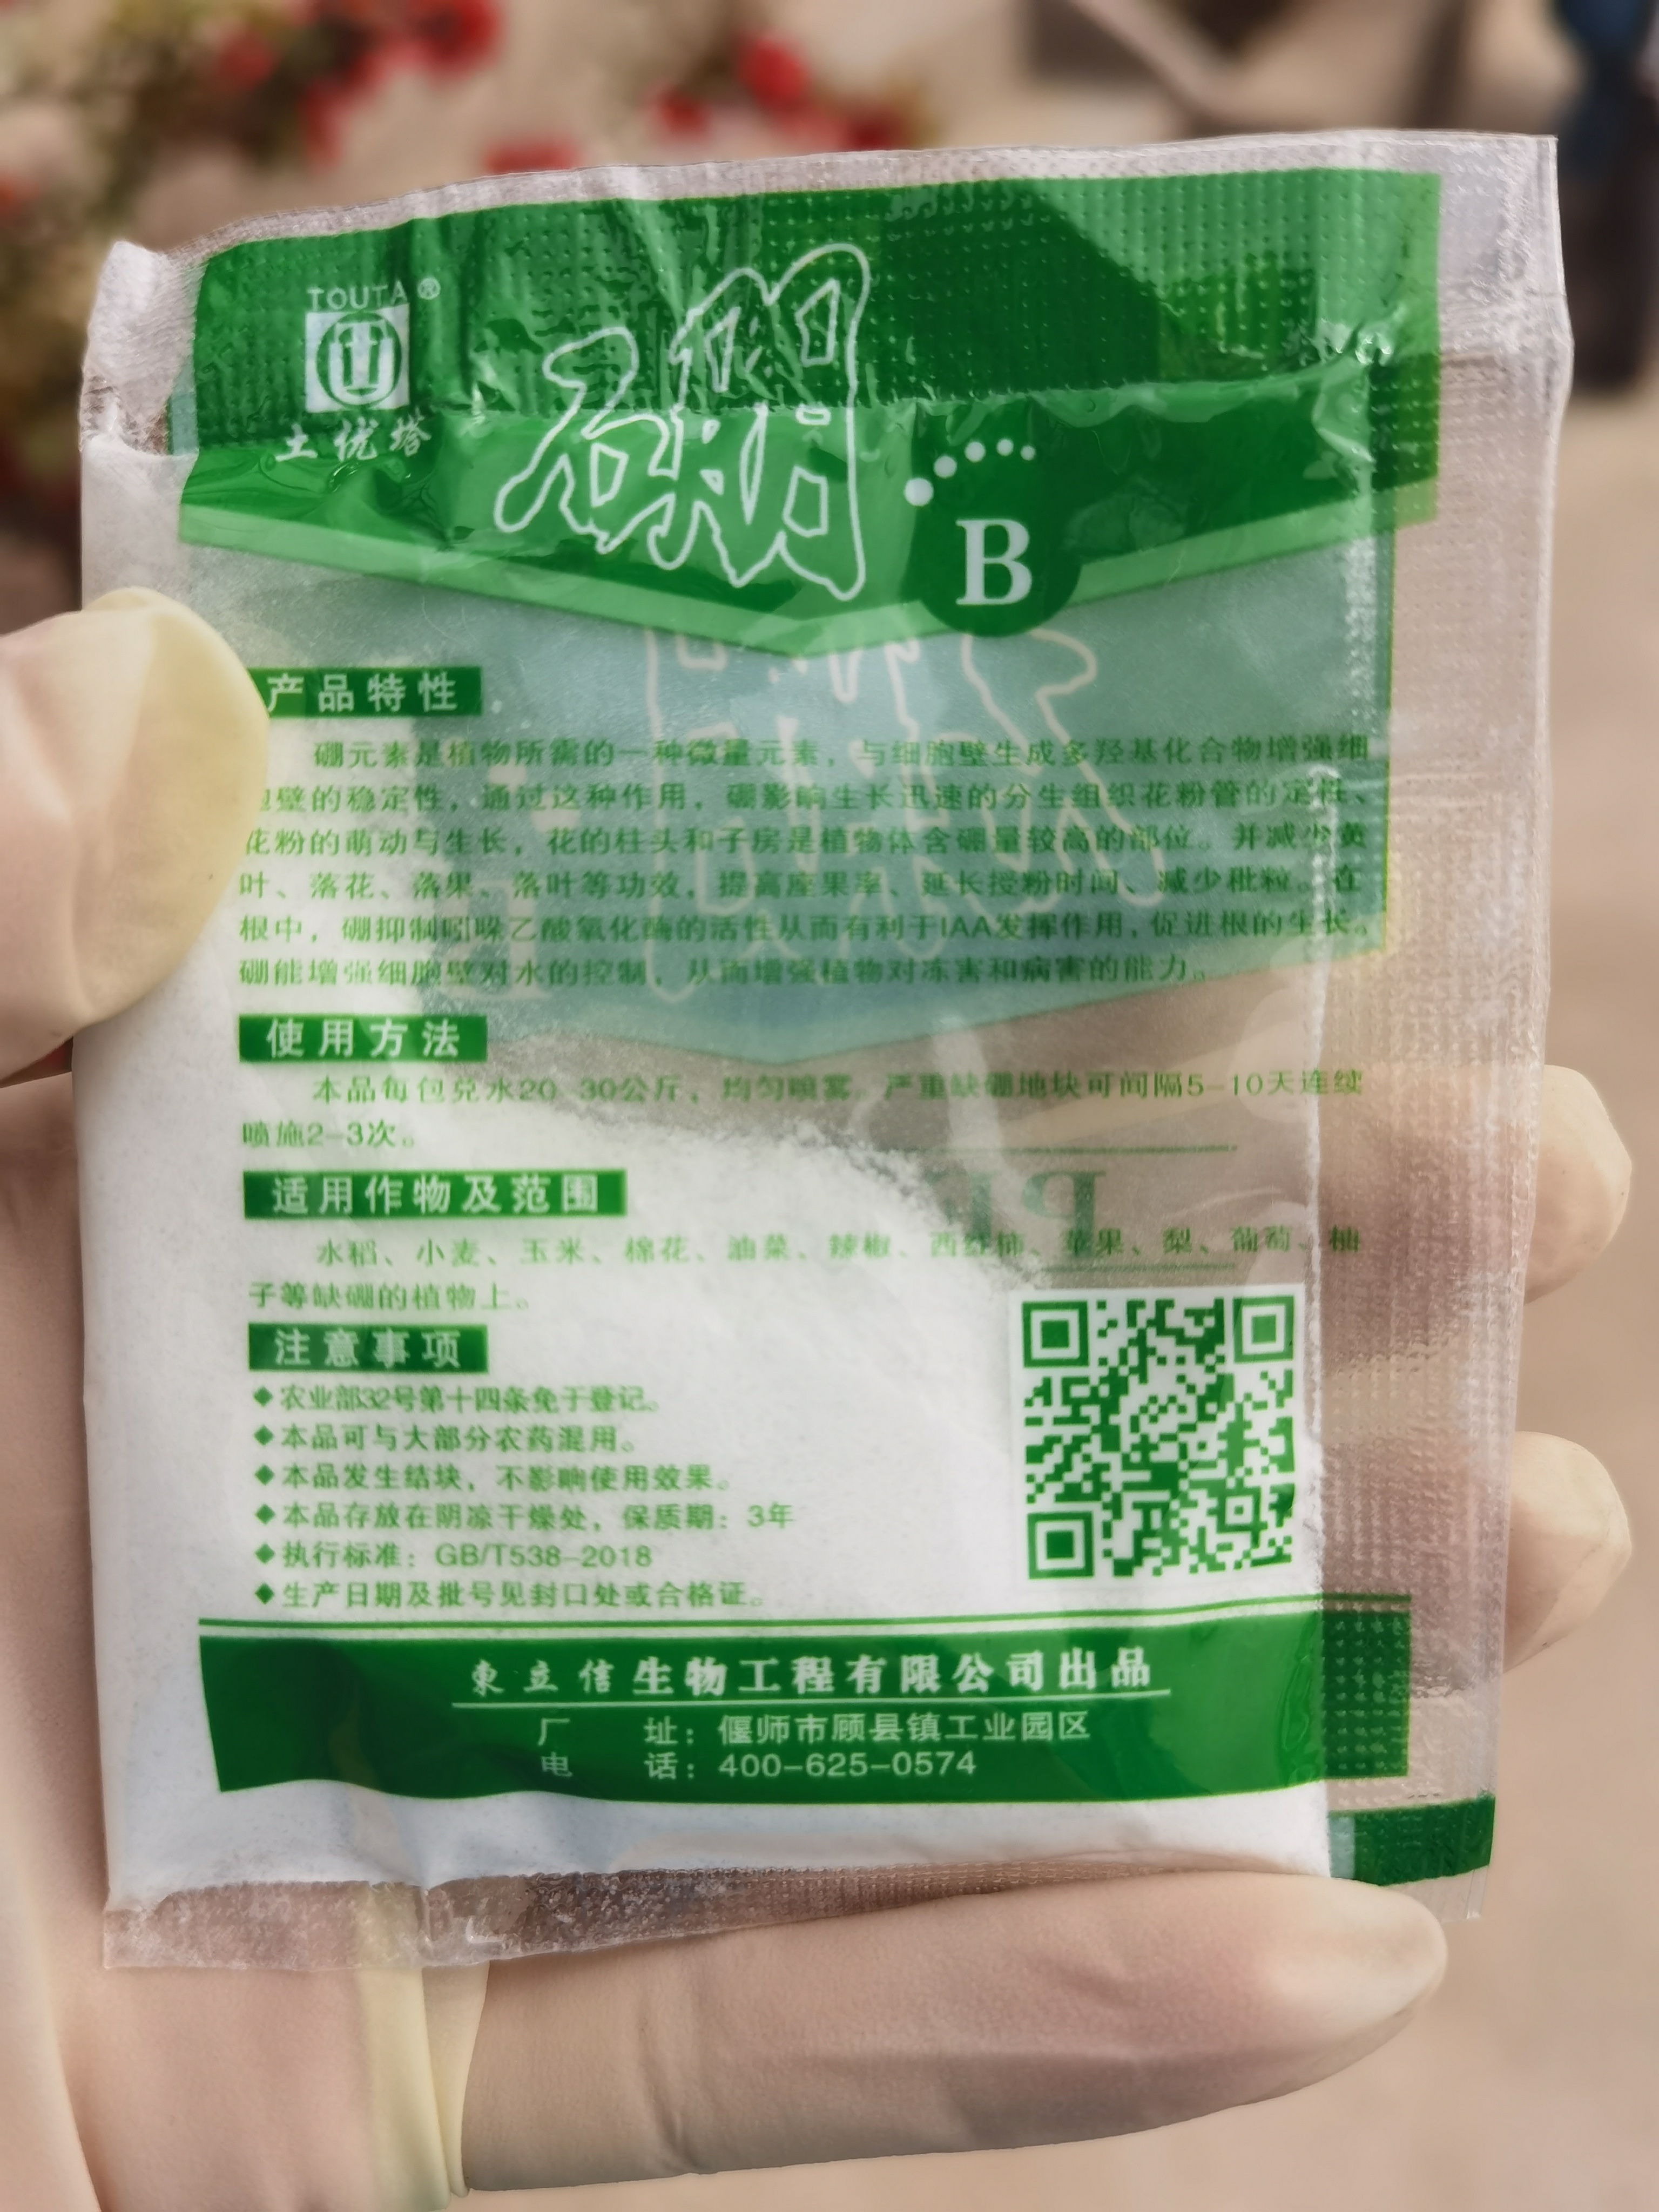 TOUTA®
土优塔
硼
B
产品特性
硼元素是植物所需的一种微量元素，与细胞壁生成多羟基化合物增强细
胞壁的稳定性，通过这种作用，硼影响生长迅速的分生组织花粉管的定性、
花粉的萌动与生长，花的柱头和子房是植物体含硼量较高的部位。并减少黄
叶、落花、落果、落叶等功效，提高座果率、延长授粉时间、减少秕粒。在
根中，硼抑制吲哚乙酸氧化酶的活性从而有利于IAA发挥作用，促进根的生长。
硼能增强细胞壁对水的控制，从而增强植物对冻害和病害的能力。
使用方法
本品每包兑水20-30公斤，均匀喷雾。严重缺硼地块可间隔5-10天连续
喷施2-3次。
适用作物及范围
水稻、小麦、玉米、棉花、油菜、辣椒、西红柿、苹果、梨、葡萄、柚
子等缺硼的植物上。
注意事项
◆农业部32号第十四条免于登记。
◆本品可与大部分农药混用。
◆本品发生结块，不影响使用效果。
◆本品存放在阴凉干燥处，保质期：3年
◆执行标准：GB/T538-2018
◆生产日期及批号见封口处或合格证。
東立信生物工程有限公司出品
厂 址：偃师市顾县镇工业园区
电 话：400-625-0574